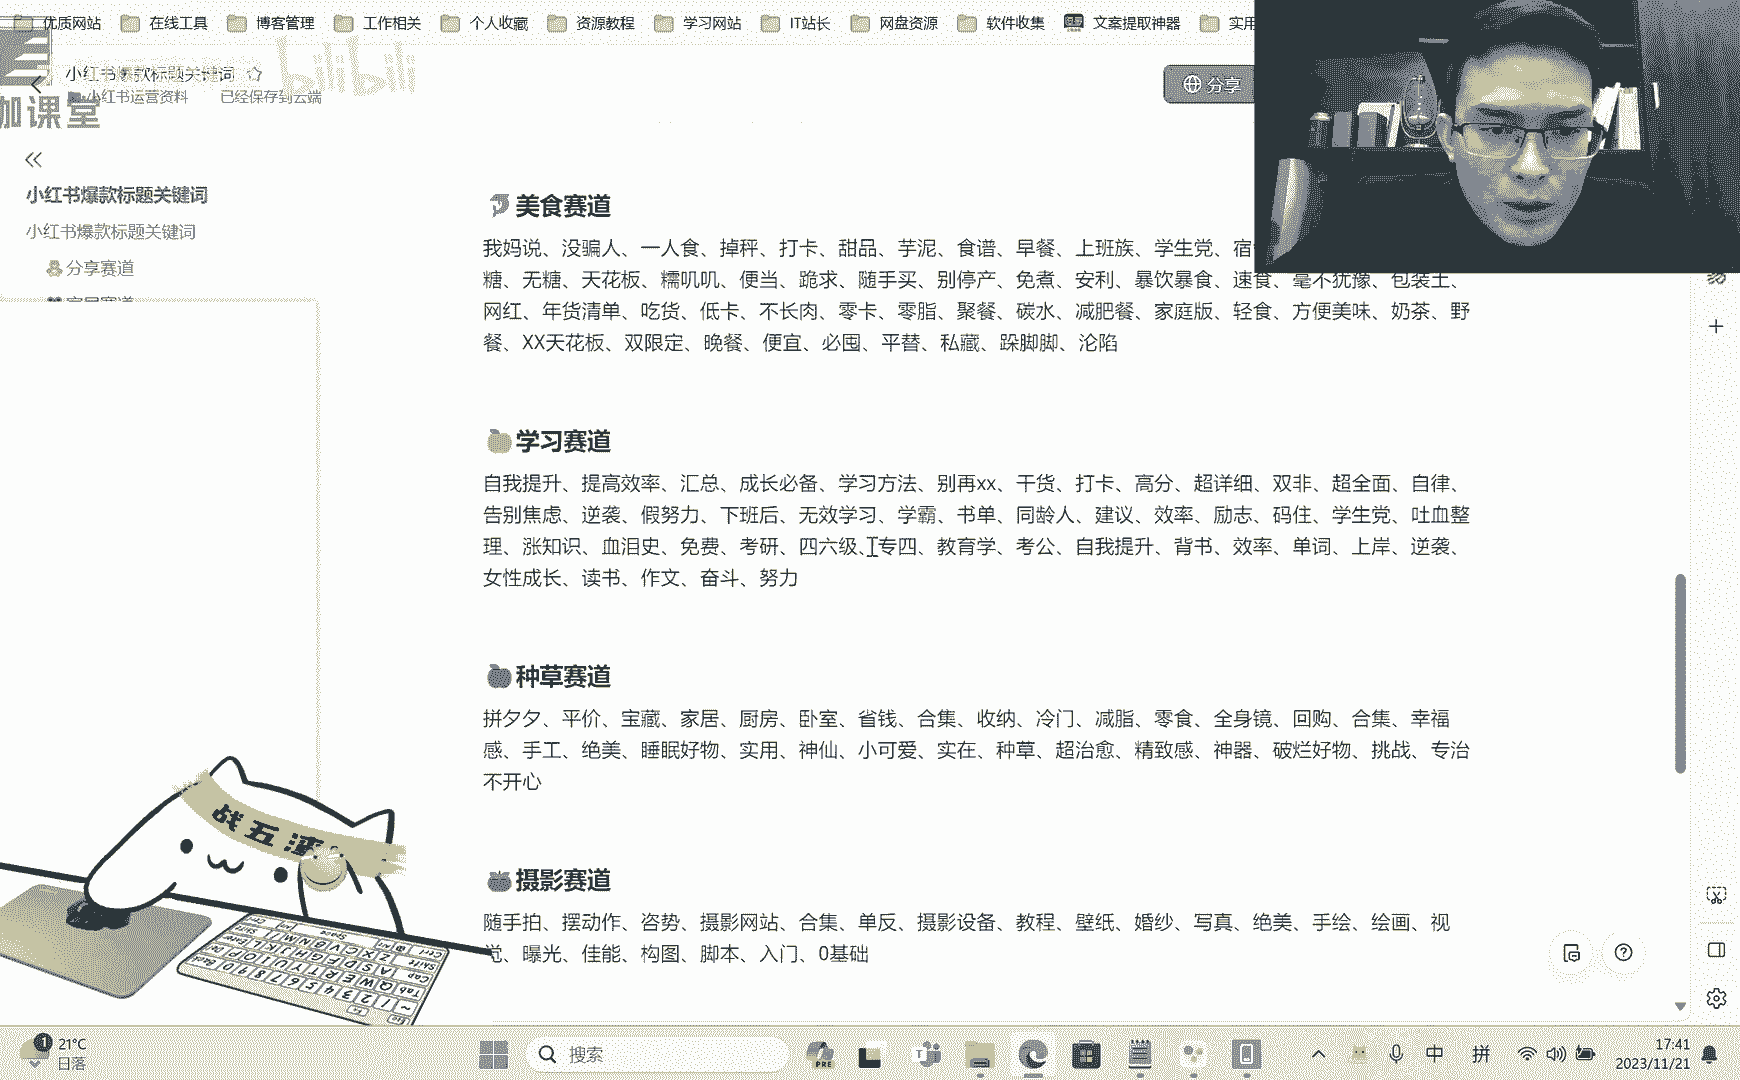 优质网站 在线工具 博客管理 工作相关 个人收藏 资源教程 学习网站 IT站长 网盘资源 软件收集 文案提取神器 实用
bilibili
小红书爆款标题关键词
小红书运营资料 已经保存到云端
分享
加课堂
小红书爆款标题关键词
小红书爆款标题关键词
分享赛道
美食赛道
我妈说、没骗人、一人食、掉秤、打卡、甜品、芋泥、食谱、早餐、上班族、学生党、宿
糖、无糖、天花板、糯叽叽、便当、跪求、随手买、别停产、免煮、安利、暴饮暴食、速食、毫不犹豫、包装土、
网红、年货清单、吃货、低卡、不长肉、零卡、零脂、聚餐、碳水、减肥餐、家庭版、轻食、方便美味、奶茶、野
餐、XX天花板、双限定、晚餐、便宜、必囤、平替、私藏、跺脚脚、沦陷
学习赛道
自我提升、提高效率、汇总、成长必备、学习方法、别再xx、干货、打卡、高分、超详细、双非、超全面、自律、
告别焦虑、逆袭、假努力、下班后、无效学习、学霸、书单、同龄人、建议、效率、励志、码住、学生党、吐血整
理、涨知识、血泪史、免费、考研、四六级、专四、教育学、考公、自我提升、背书、效率、单词、上岸、逆袭、
女性成长、读书、作文、奋斗、努力
种草赛道
拼夕夕、平价、宝藏、家居、厨房、卧室、省钱、合集、收纳、冷门、减脂、零食、全身镜、回购、合集、幸福
感、手工、绝美、睡眠好物、实用、神仙、小可爱、实在、种草、超治愈、精致感、神器、破烂好物、挑战、专治
不开心
摄影赛道
随手拍、摆动作、咨势、摄影网站、合集、单反、摄影设备、教程、壁纸、婚纱、写真、绝美、手绘、绘画、视
觉、曝光、佳能、构图、脚本、入门、0基础
战五渣
21°C
日落
搜索
PRE
中 拼
17:41
2023/11/21